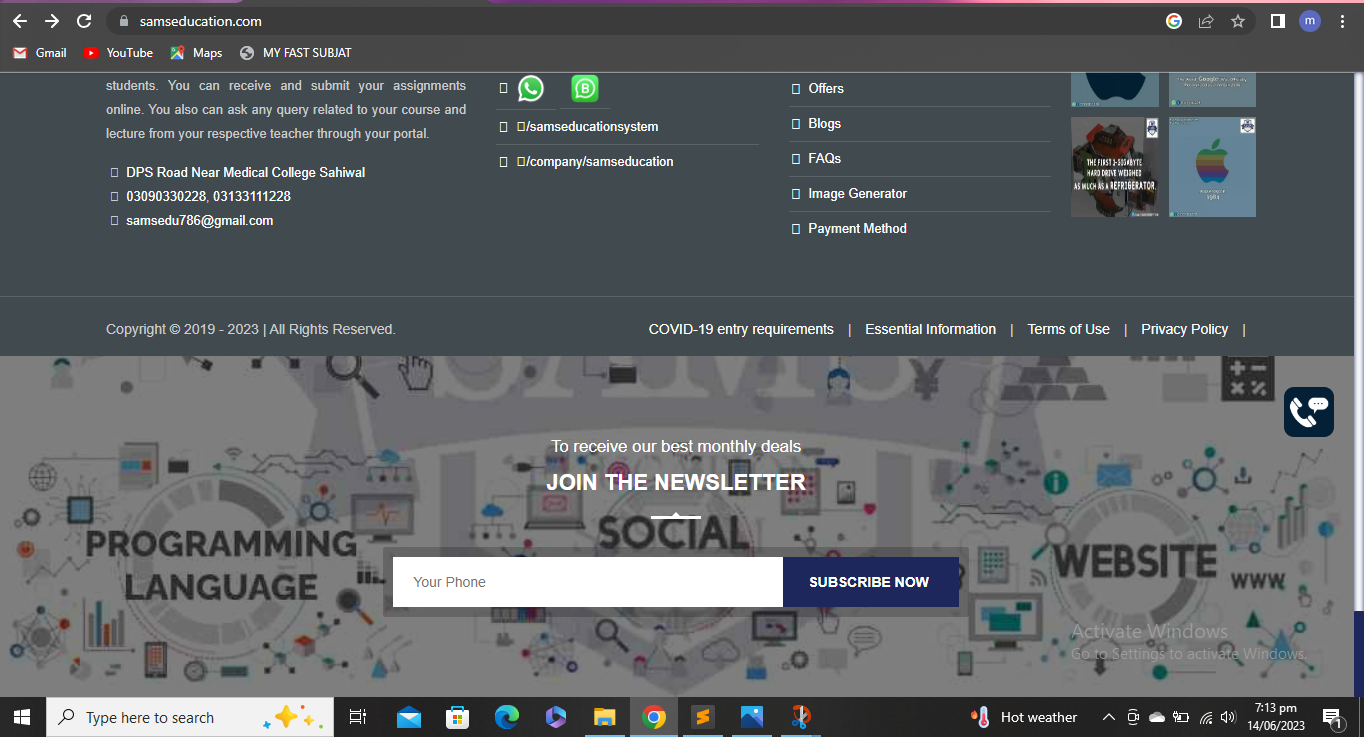 samseducation.com
m
Gmail
YouTube
Maps
MY FAST SUBJAT
students. You can receive and submit your assignments
online. You also can ask any query related to your course and
lecture from your respective teacher through your portal.
DPS Road Near Medical College Sahiwal
03090330228, 03133111228
samsedu786@gmail.com
B
/samseducationsystem
/company/samseducation
Offers
Blogs
FAQs
Image Generator
Payment Method
THE FIRST 1-GIGABYTE
HARD DRIVE WEIGHED
AS MUCH AS A REFRIGERATOR.
1984
Copyright © 2019 - 2023 | All Rights Reserved.
COVID-19 entry requirements | Essential Information | Terms of Use | Privacy Policy |
To receive our best monthly deals
JOIN THE NEWSLETTER
PROGRAMMING
LANGUAGE
SOCIAL
WEBSITE
WWW
Your Phone
SUBSCRIBE NOW
Activate Windows
Go to Settings to activate Windows.
Type here to search
Hot weather
7:13 pm
14/06/2023
1